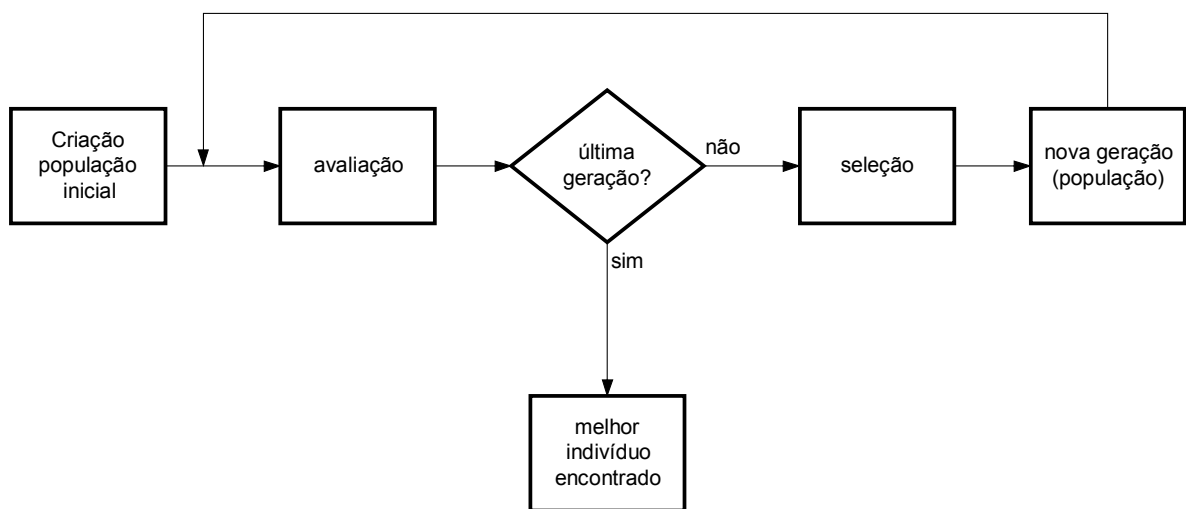 Criação
população
inicial
avaliação
última
geração?
não
seleção
nova geração
(população)
sim
melhor
indivíduo
encontrado